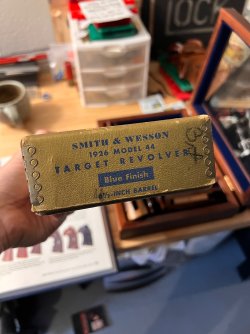 SMITH & WESSON
1926 MODEL 44
TARGET REVOLVER
Blue Finish
6½-INCH BARREL